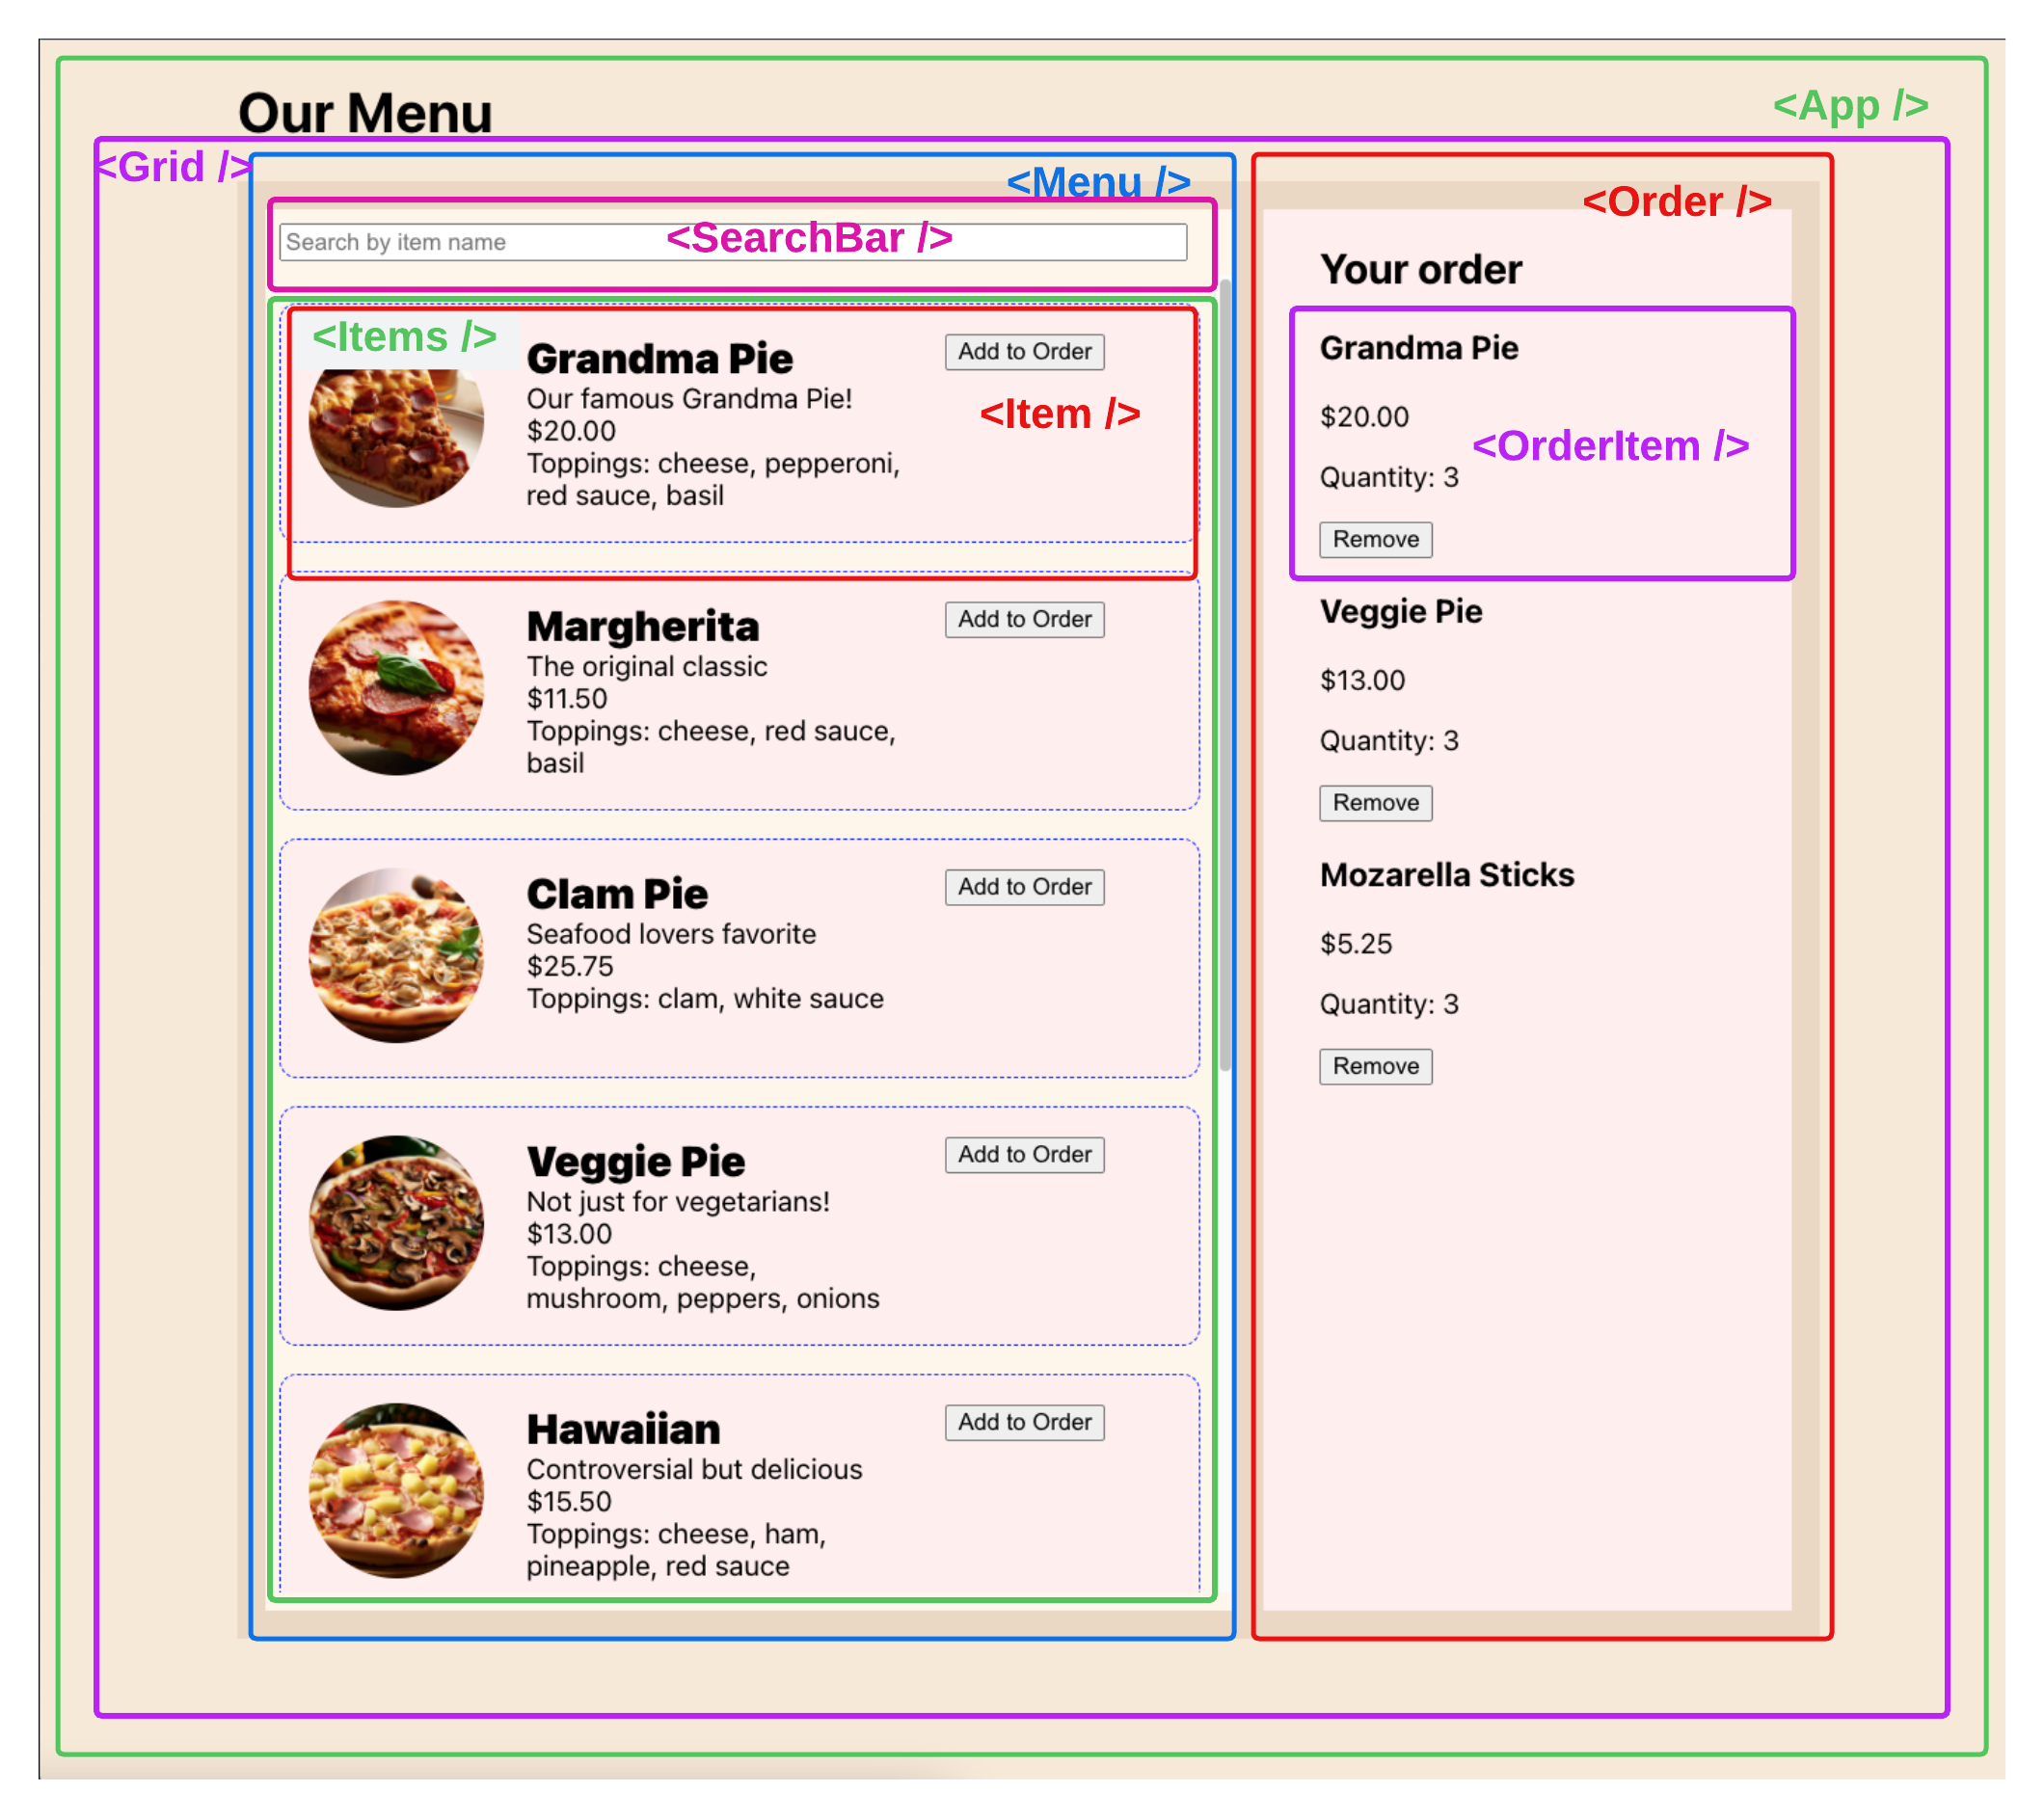 Our Menu
<App />
<Grid />
<Menu />
<SearchBar />
Search by item name
<Items />
Grandma Pie
Add to Order
Our famous Grandma Pie!
<Item />
$20.00
Toppings: cheese, pepperoni,
red sauce, basil
Margherita
Add to Order
The original classic
$11.50
Toppings: cheese, red sauce,
basil
Clam Pie
Add to Order
Seafood lovers favorite
$25.75
Toppings: clam, white sauce
Veggie Pie
Add to Order
Not just for vegetarians!
$13.00
Toppings: cheese,
mushroom, peppers, onions
Hawaiian
Add to Order
Controversial but delicious
$15.50
Toppings: cheese, ham,
pineapple, red sauce
<Order />
Your order
Grandma Pie
$20.00
<OrderItem />
Quantity: 3
Remove
Veggie Pie
$13.00
Quantity: 3
Remove
Mozarella Sticks
$5.25
Quantity: 3
Remove